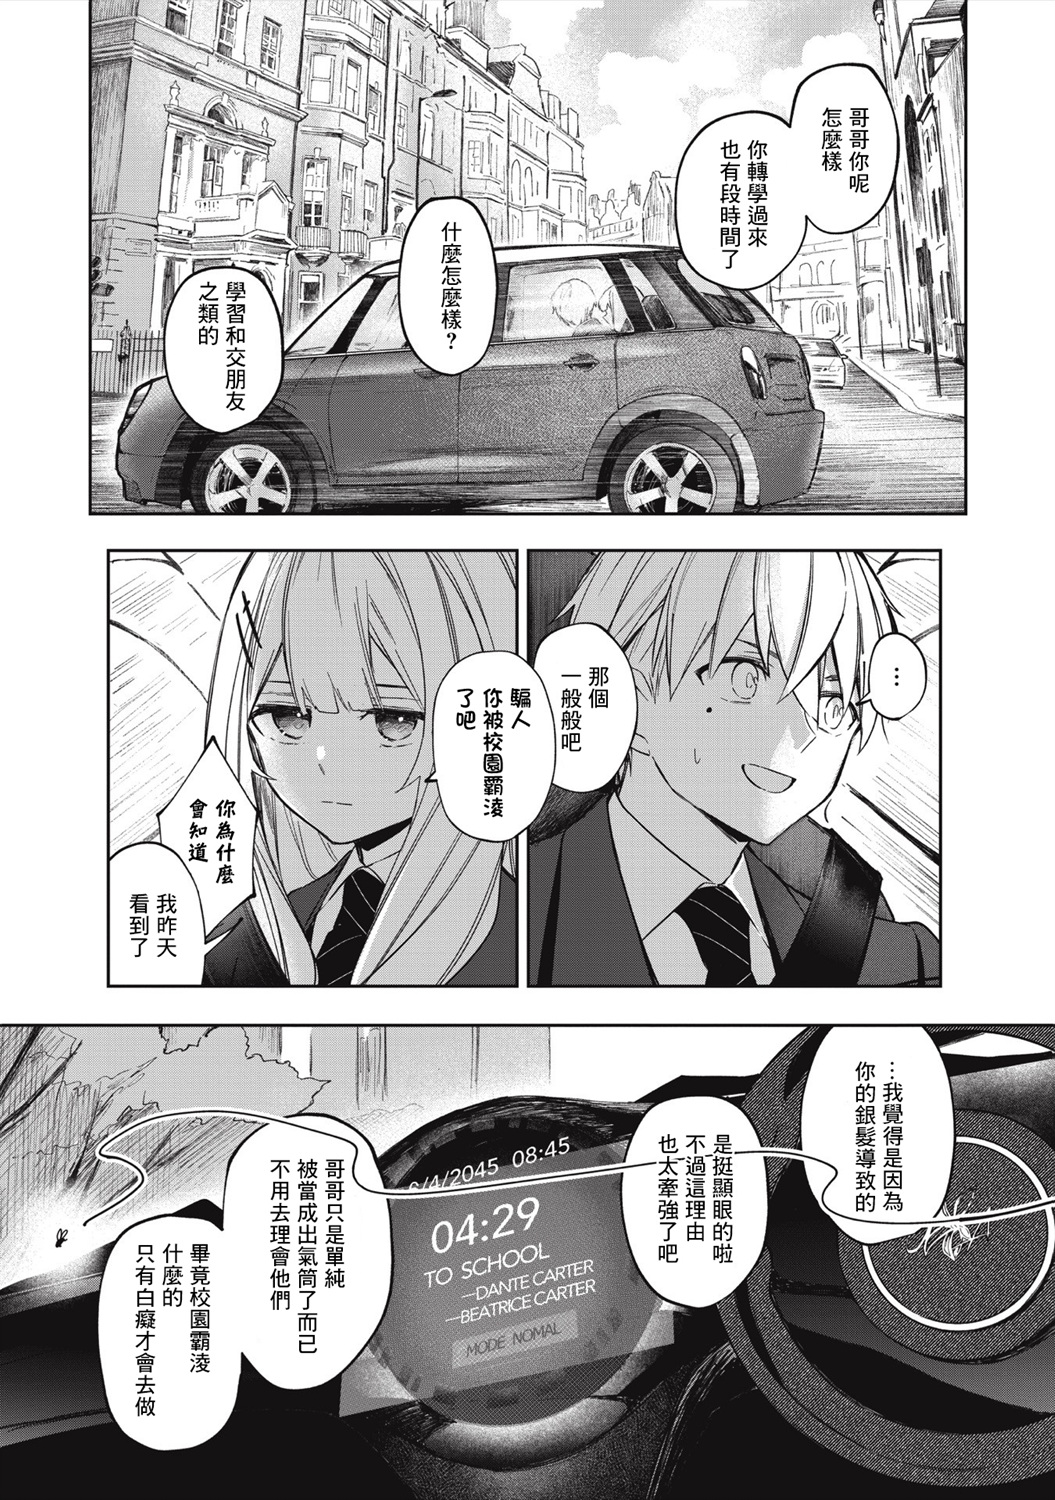 哥哥你呢
怎麼樣
你轉學過來
也有段時間了
什麼怎麼樣?
學習和交朋友
之類的
…
那個
一般般吧
騙人
你被校園霸淩
了吧
你為什麼
會知道
我昨天
看到了
…我覺得是因為
你的銀髮導致的
是挺顯眼的啦
不過這理由
也太牽強了吧
哥哥只是單純
被當成出氣筒了而已
不用去理會他們
畢竟校園霸淩
什麼的
只有白癡才會去做
/4/2045 08:45
04:29
TO SCHOOL
—DANTE CARTER
—BEATRICE CARTER
MODE NOMAL